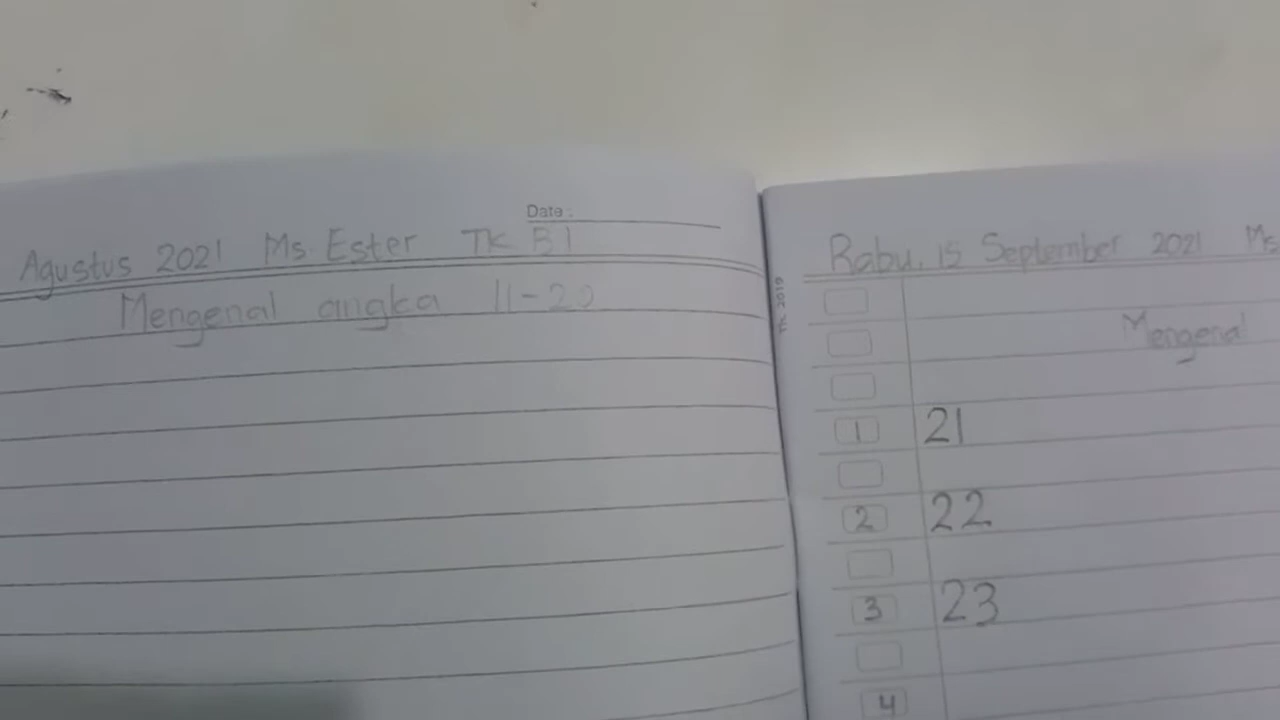 Date :
Agustus 2021 Ms. Ester TK B1
Mengenal angka 11-20
TK 2019
Rabu, 15 September 2021 Ms
Mengenal
1 21
2 22
3 23
4